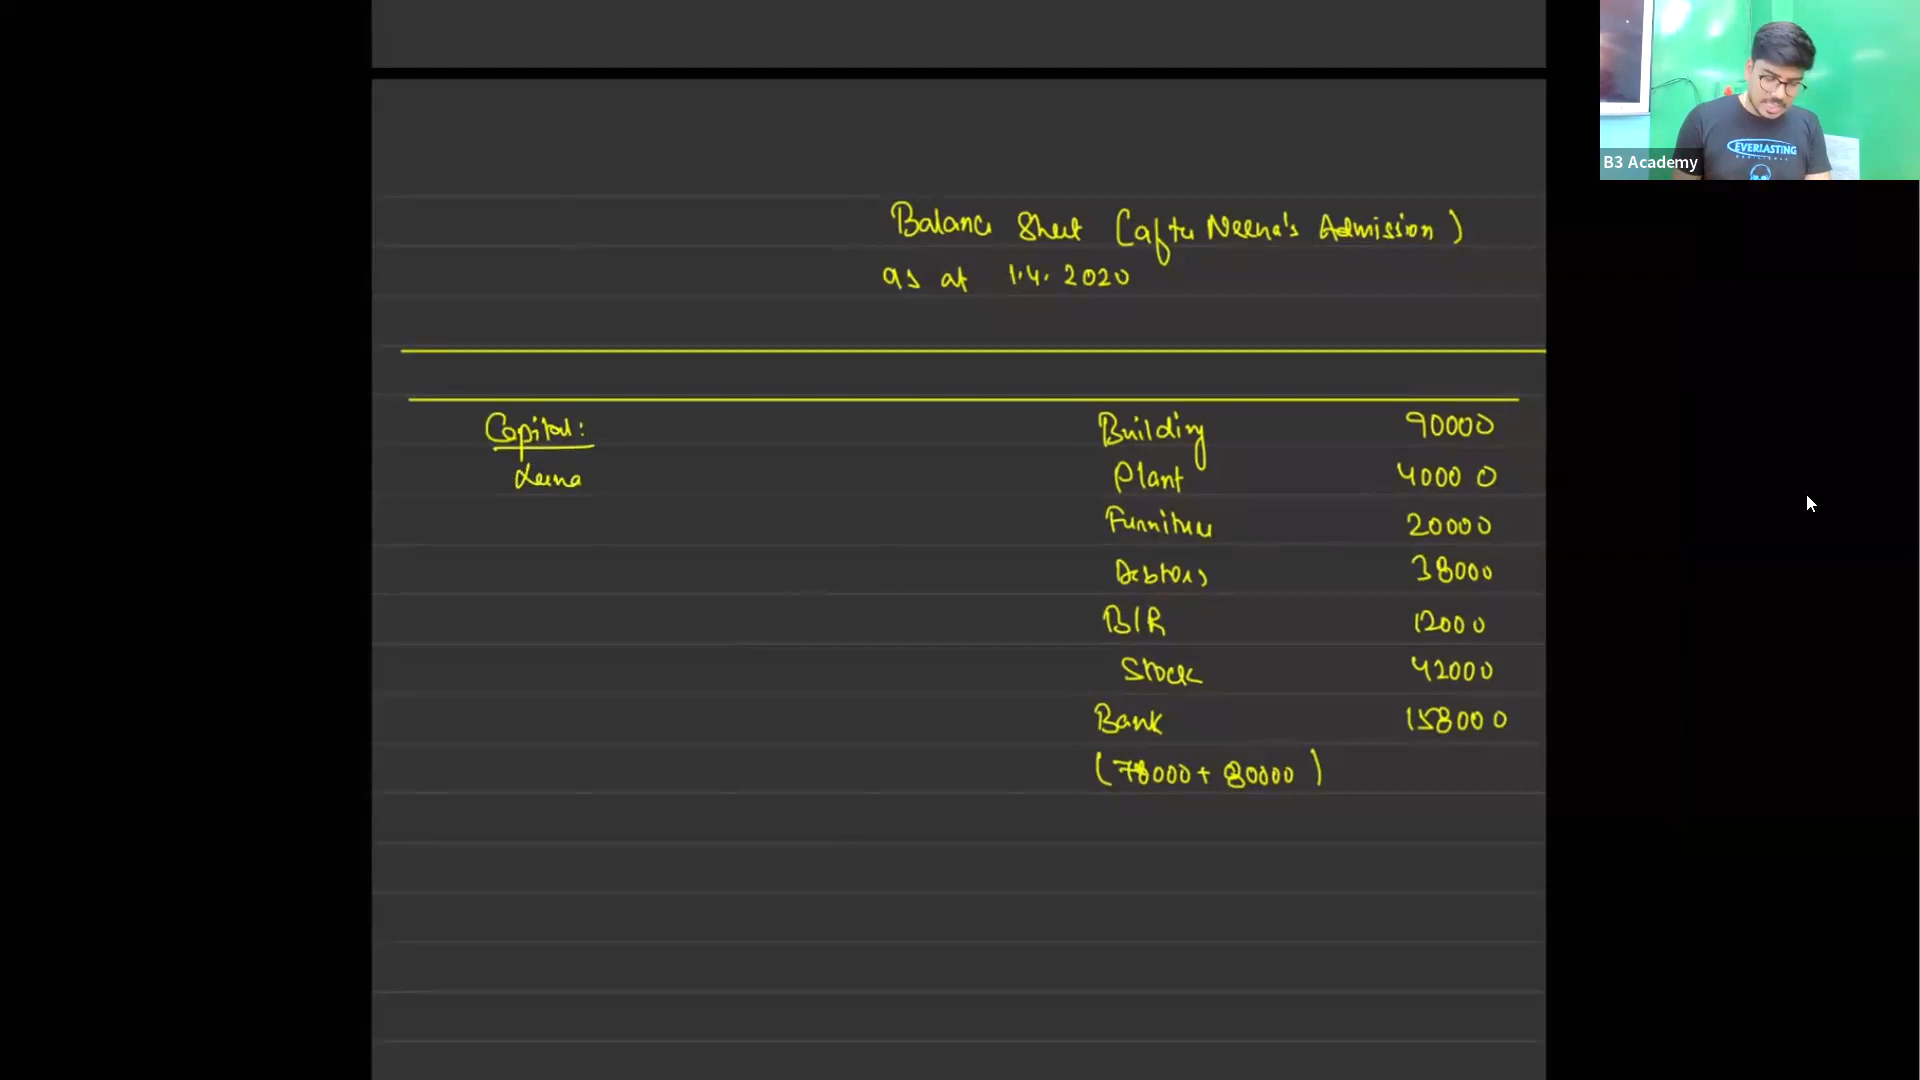 EVERLASTING
B3 Academy
Balance Sheet (after Neena's Admission)
as at 1.4.2020
Capital:
Leena
Building 90000
Plant 40000
Furniture 20000
Debtors 38000
B/R 12000
Stock 42000
Bank 158000
(78000 + 80000)